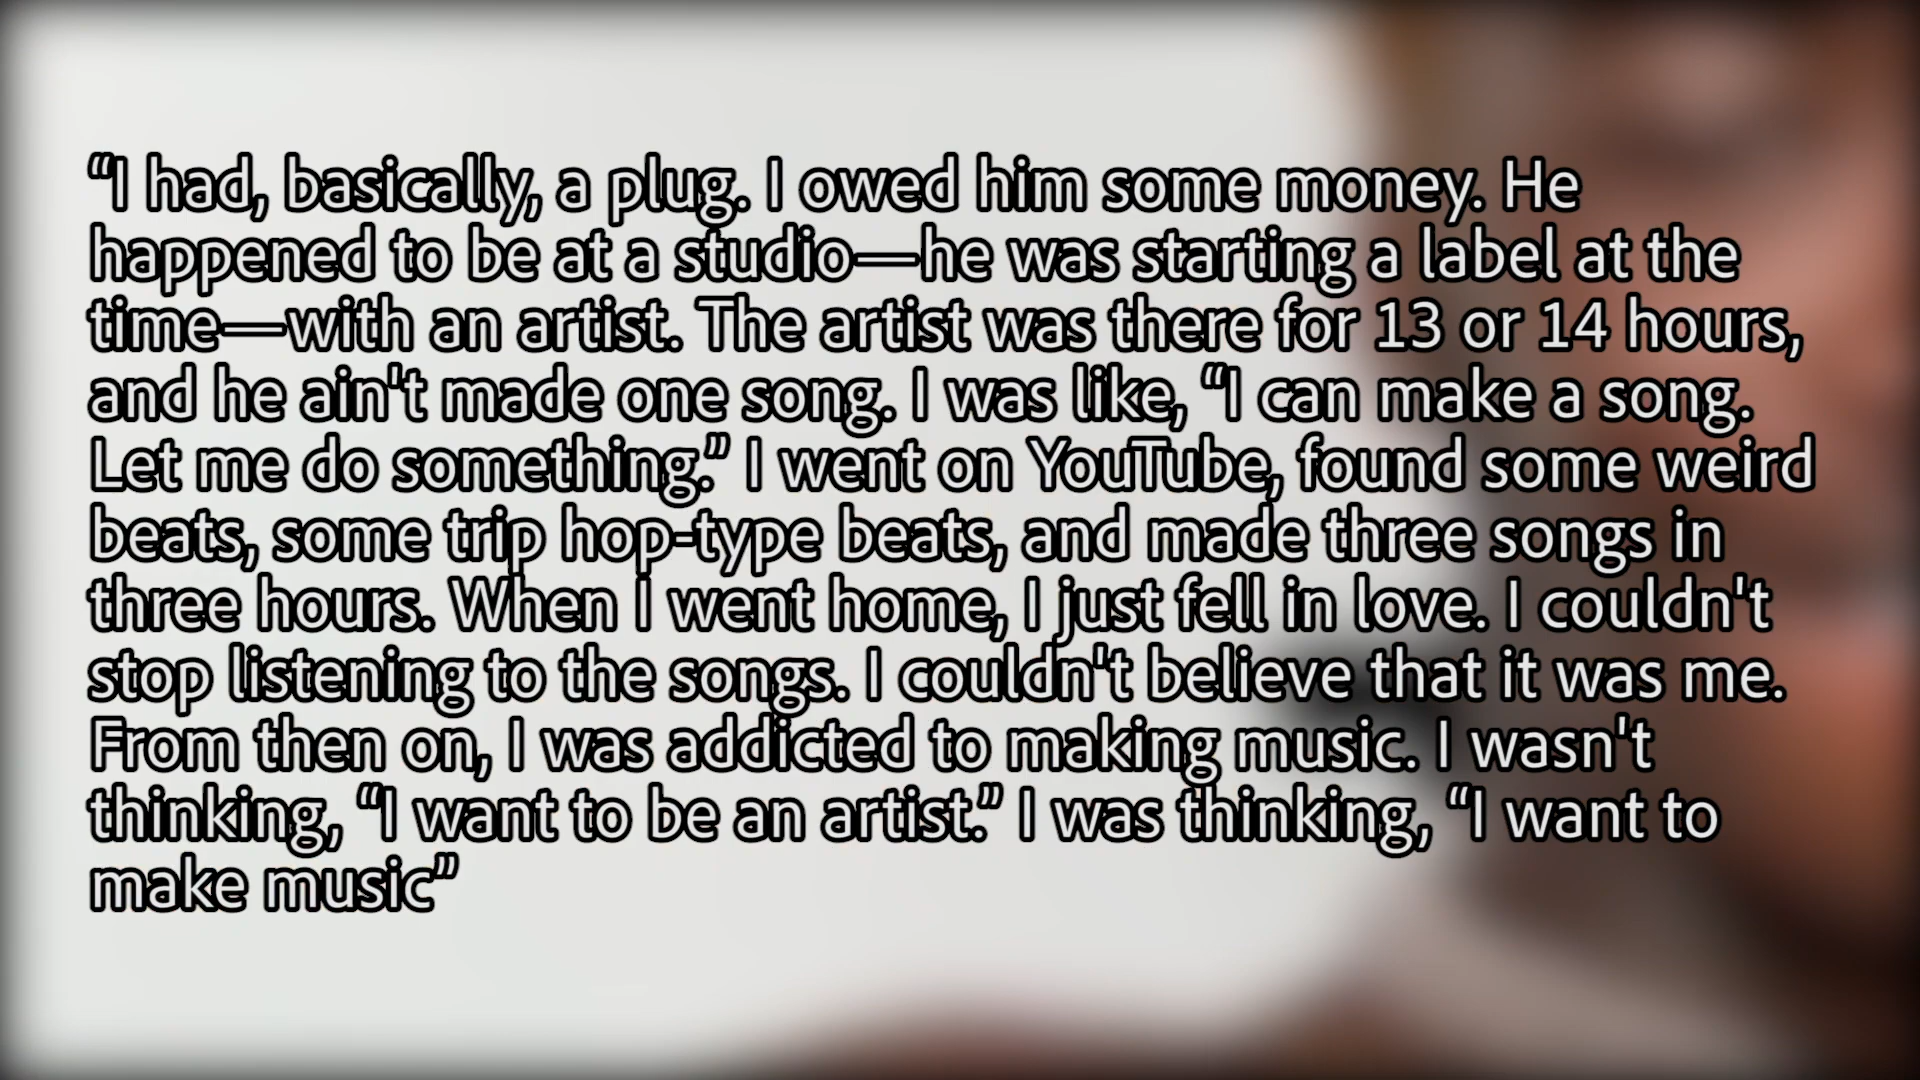 “I had, basically, a plug. I owed him some money. He
happened to be at a studio—he was starting a label at the
time—with an artist. The artist was there for 13 or 14 hours,
and he ain't made one song. I was like, “I can make a song.
Let me do something.” I went on YouTube, found some weird
beats, some trip hop-type beats, and made three songs in
three hours. When I went home, I just fell in love. I couldn't
stop listening to the songs. I couldn't believe that it was me.
From then on, I was addicted to making music. I wasn't
thinking, “I want to be an artist.” I was thinking, “I want to
make music”